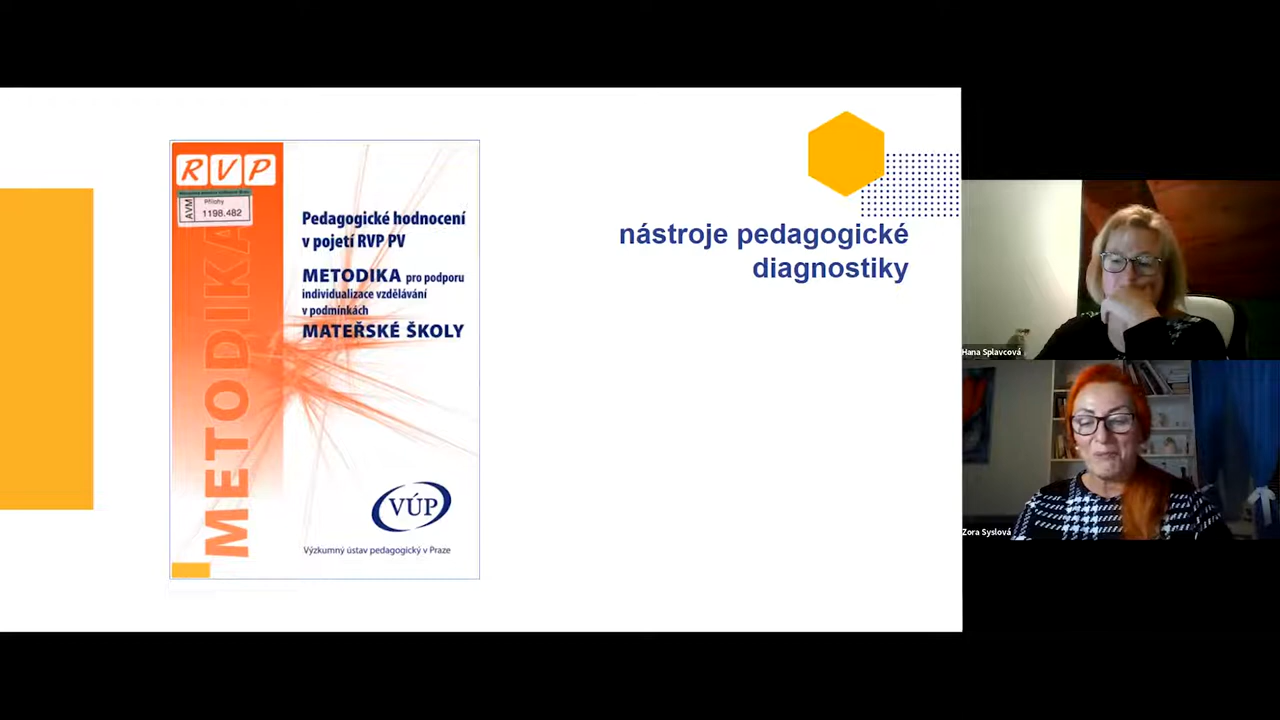 RVP
Přílohy
AVM
1198.482
METODIKA
Pedagogické hodnocení
v pojetí RVP PV
METODIKA pro podporu
individualizace vzdělávání
v podmínkách
MATEŘSKÉ ŠKOLY
VÚP
Výzkumný ústav pedagogický v Praze
nástroje pedagogické
diagnostiky
Hana Splavcová
Zora Syslová